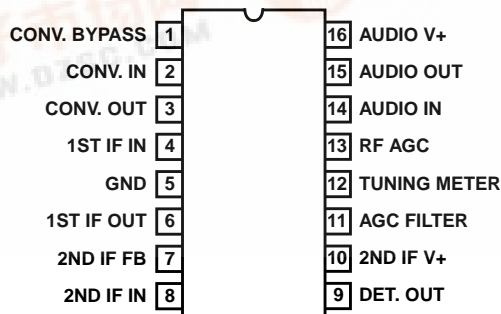 CONV. BYPASS 1
16 AUDIO V+
CONV. IN 2
15 AUDIO OUT
CONV. OUT 3
14 AUDIO IN
1ST IF IN 4
13 RF AGC
GND 5
12 TUNING METER
1ST IF OUT 6
11 AGC FILTER
2ND IF FB 7
10 2ND IF V+
2ND IF IN 8
9 DET. OUT